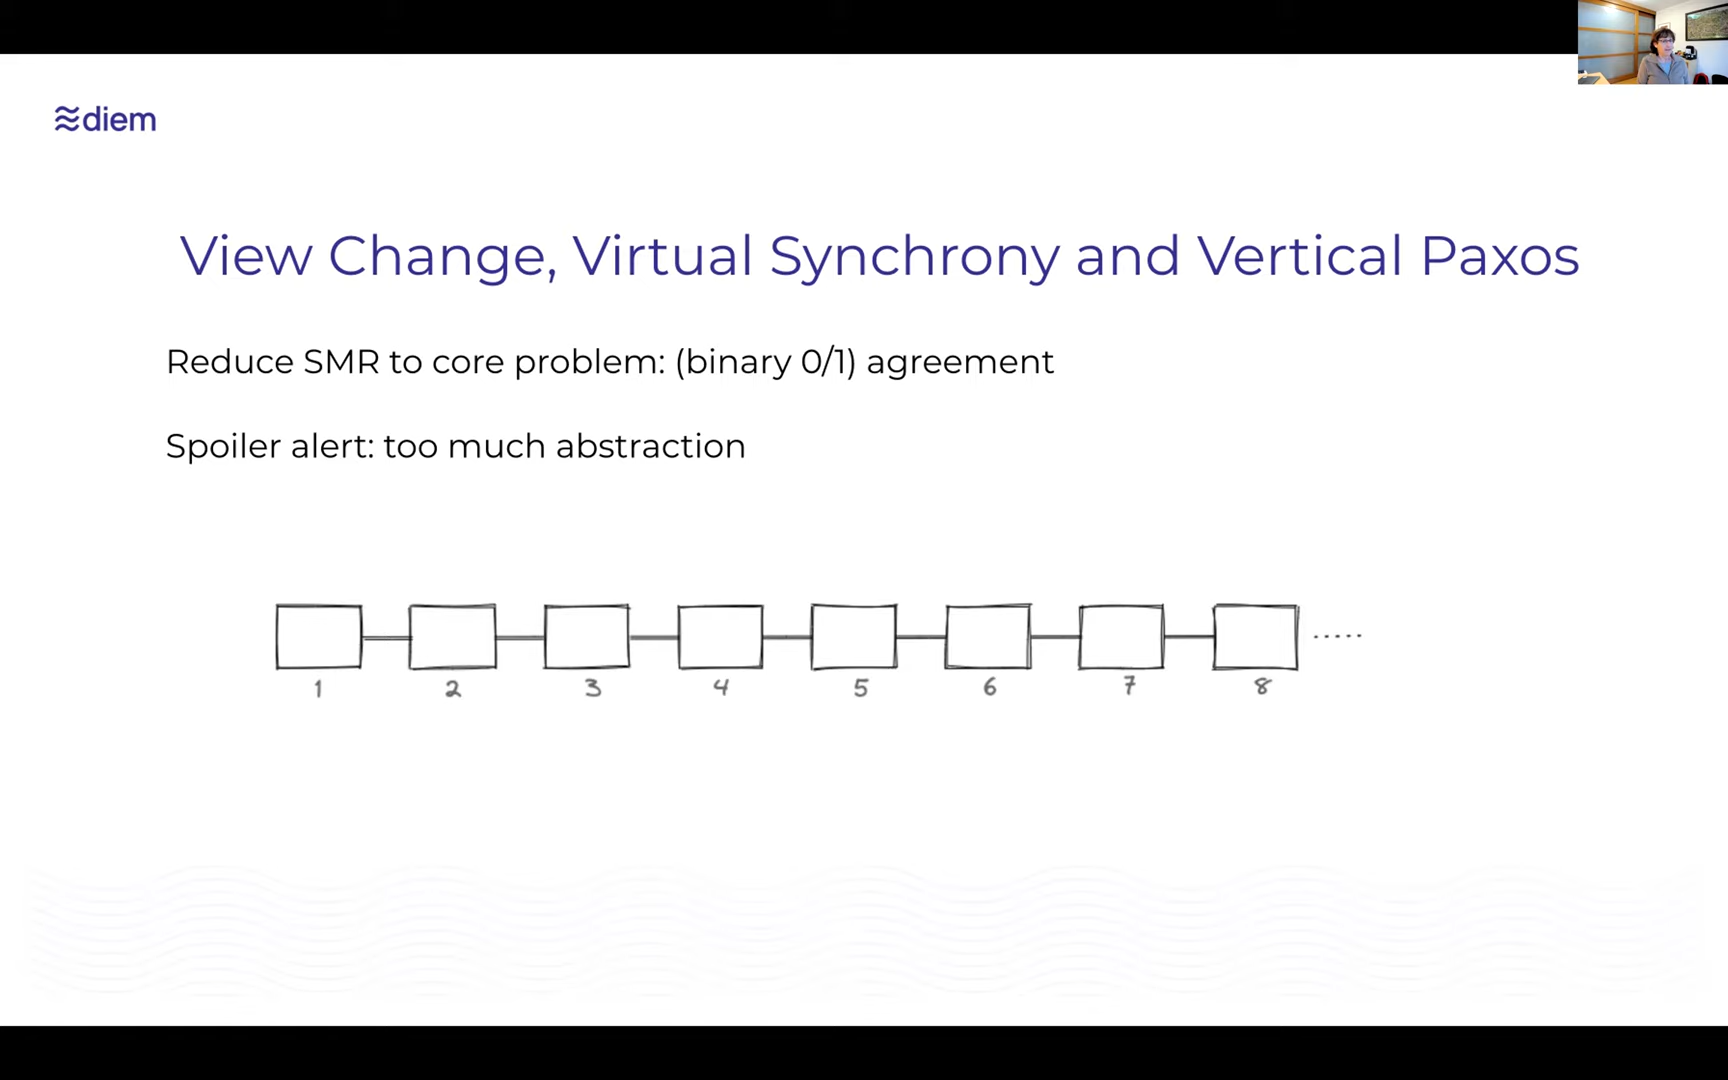 diem
View Change, Virtual Synchrony and Vertical Paxos
Reduce SMR to core problem: (binary 0/1) agreement
Spoiler alert: too much abstraction
1 2 3 4 5 6 7 8